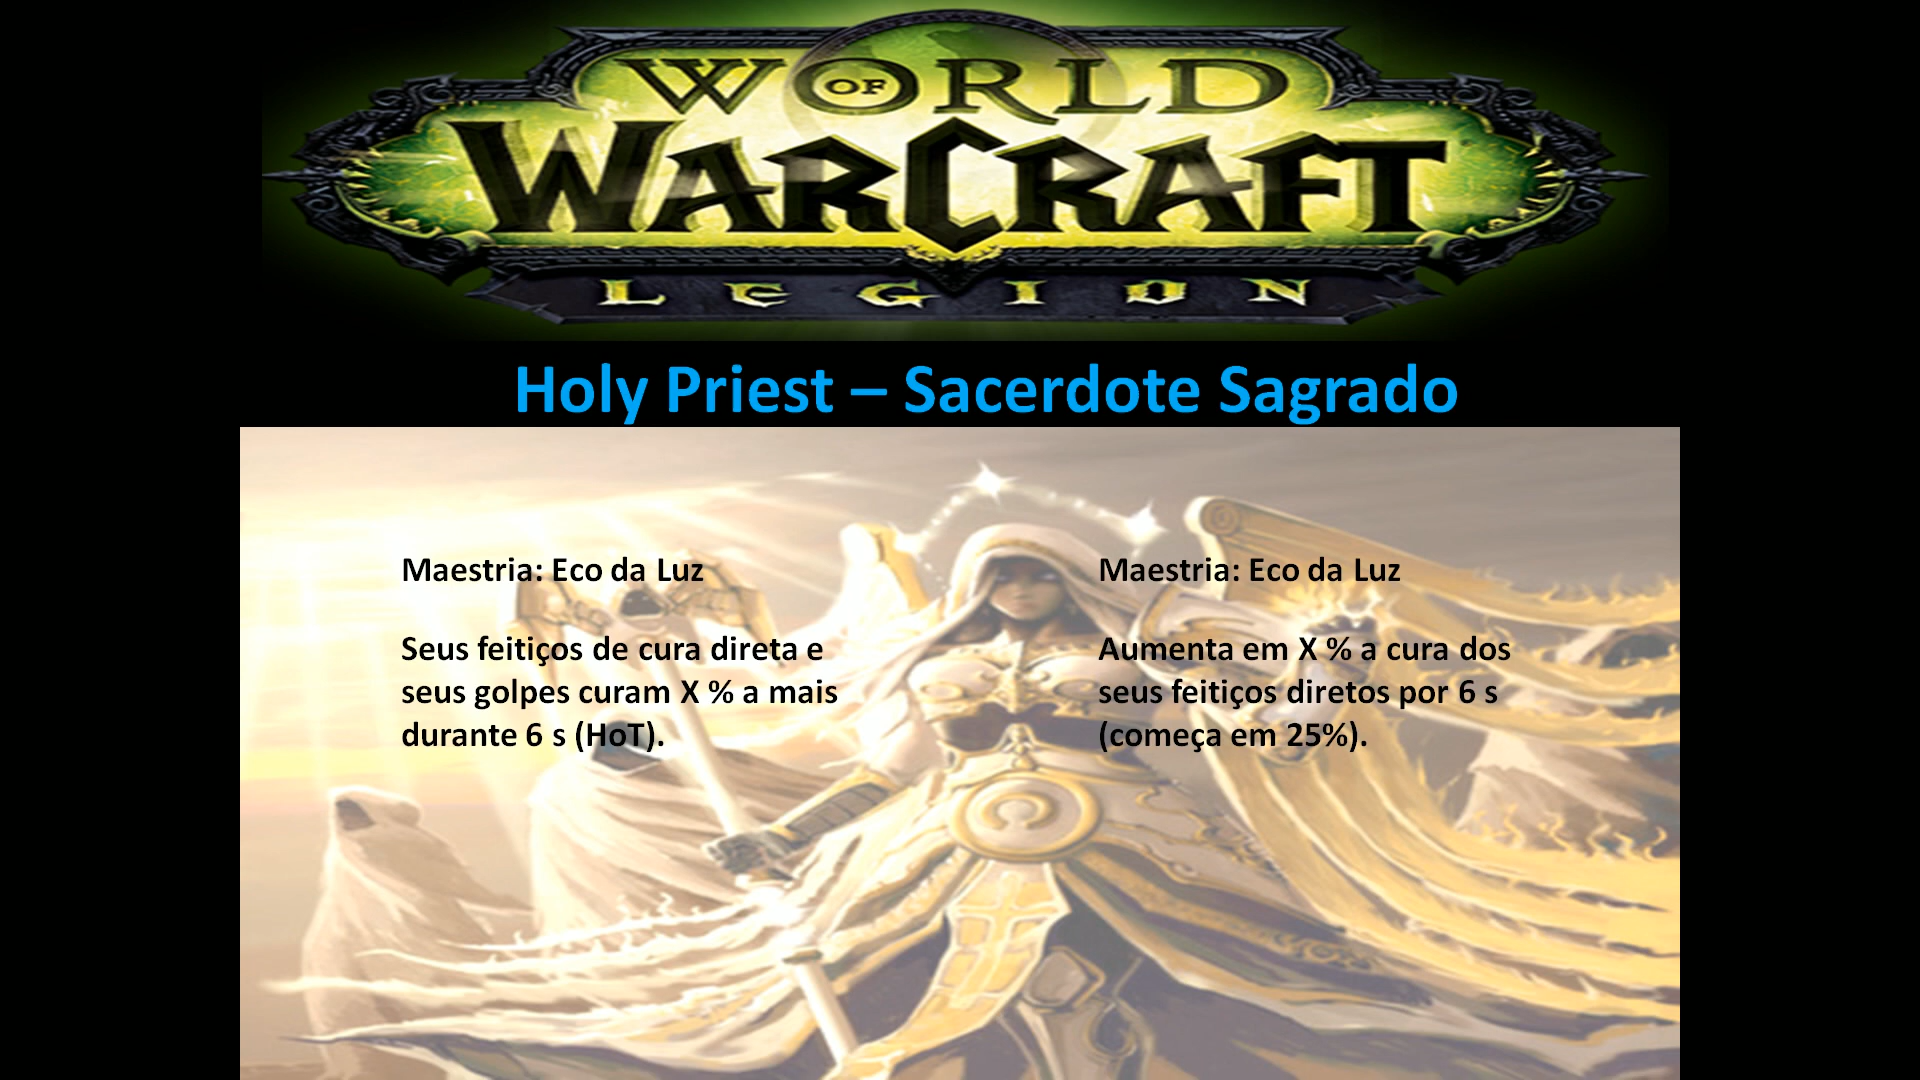 WORLD OF
WARCRAFT
LEGION
Holy Priest – Sacerdote Sagrado
Maestria: Eco da Luz
Seus feitiços de cura direta e
seus golpes curam X % a mais
durante 6 s (HoT).
Maestria: Eco da Luz
Aumenta em X % a cura dos
seus feitiços diretos por 6 s
(começa em 25%).